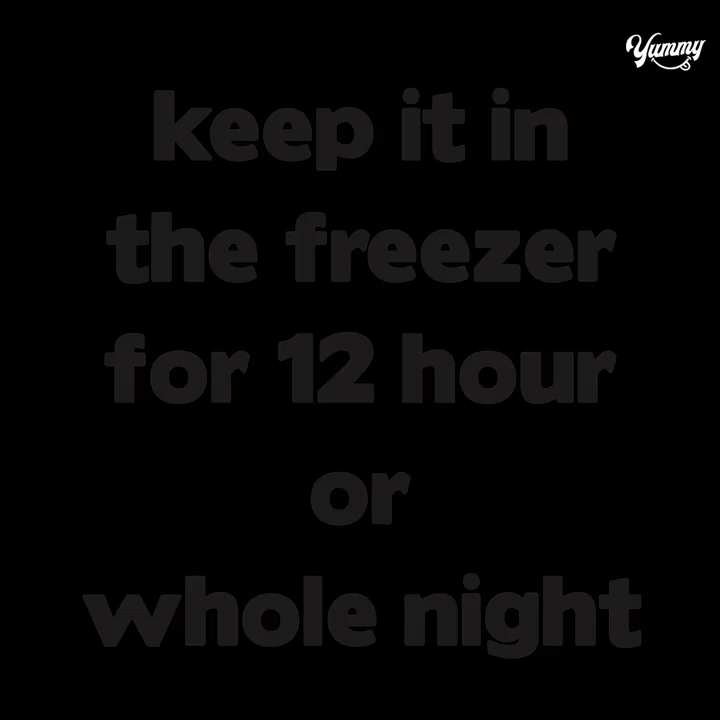 Yummy
keep it in
the freezer
for 12 hour
or
whole night